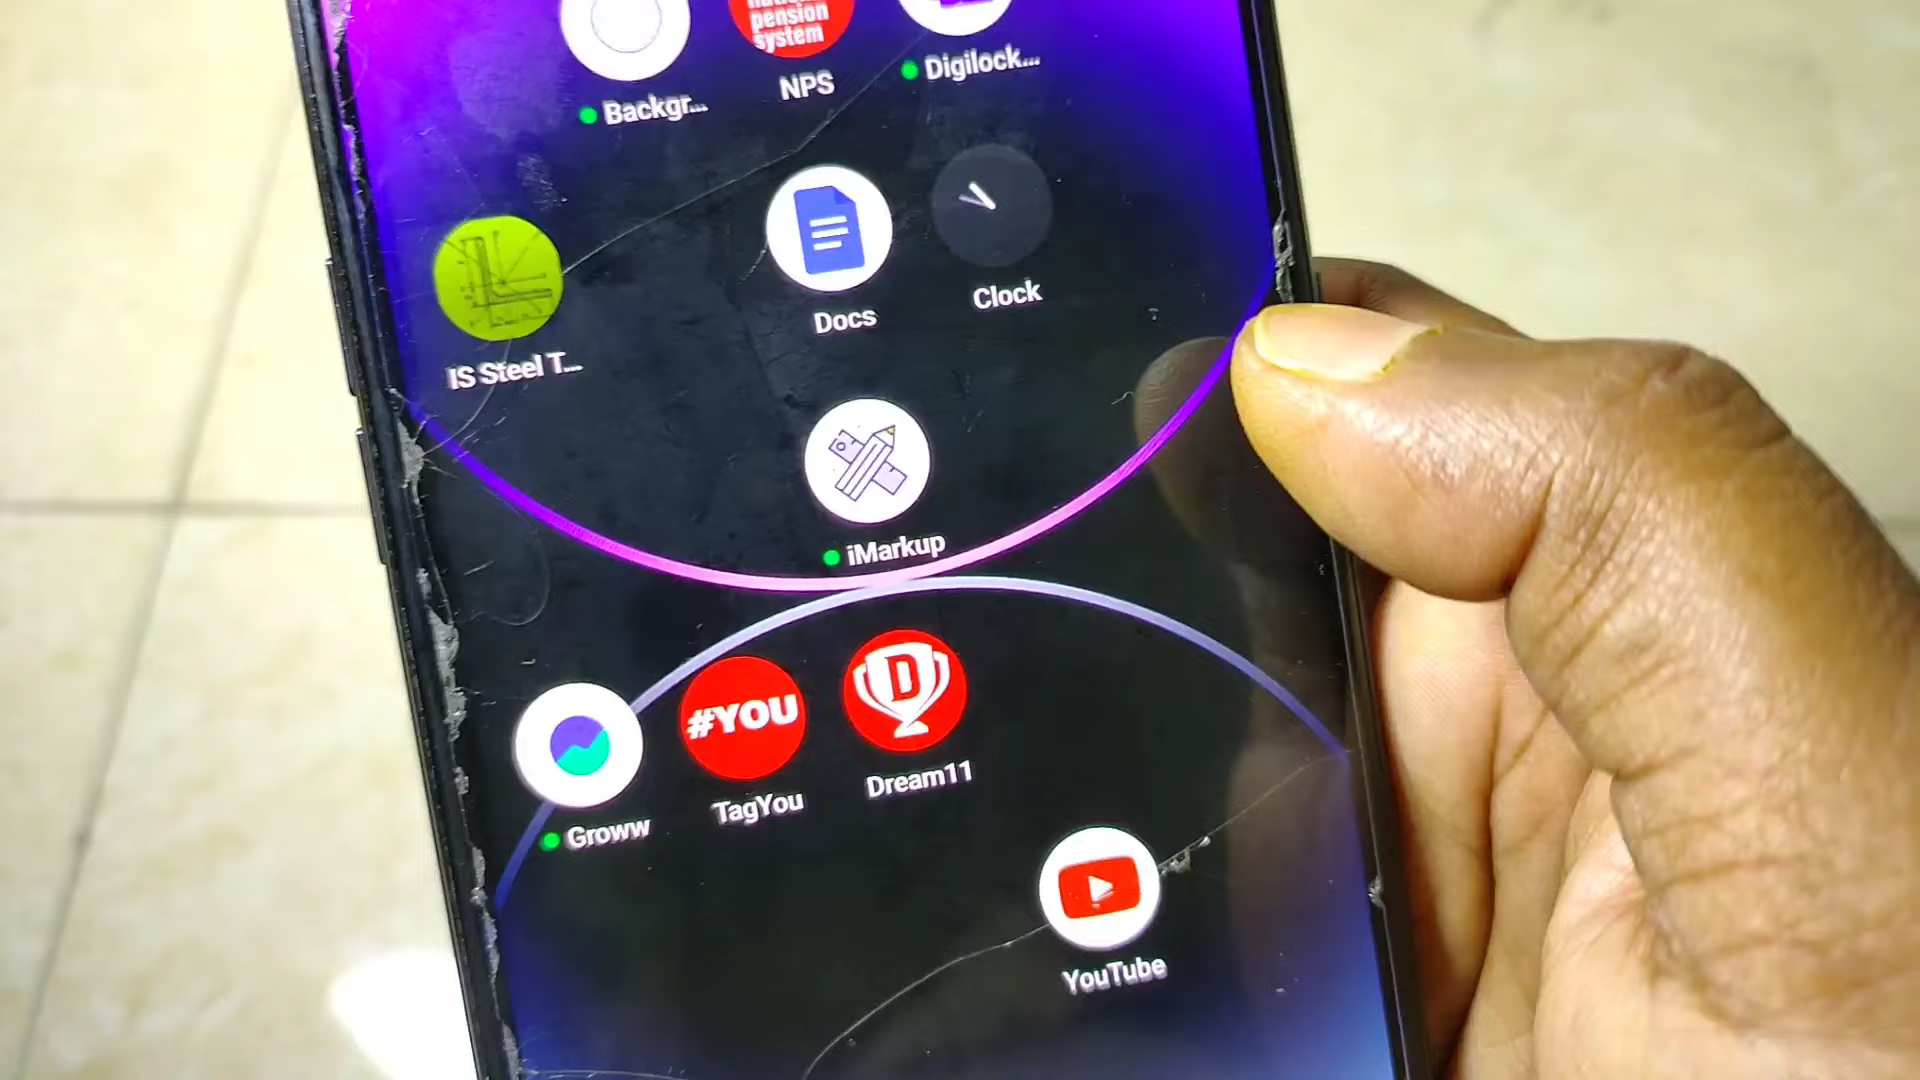 pension
system
Backgr...
NPS
Digilock...
IS Steel T...
Docs
Clock
iMarkup
#YOU
D
Groww
TagYou
Dream11
YouTube